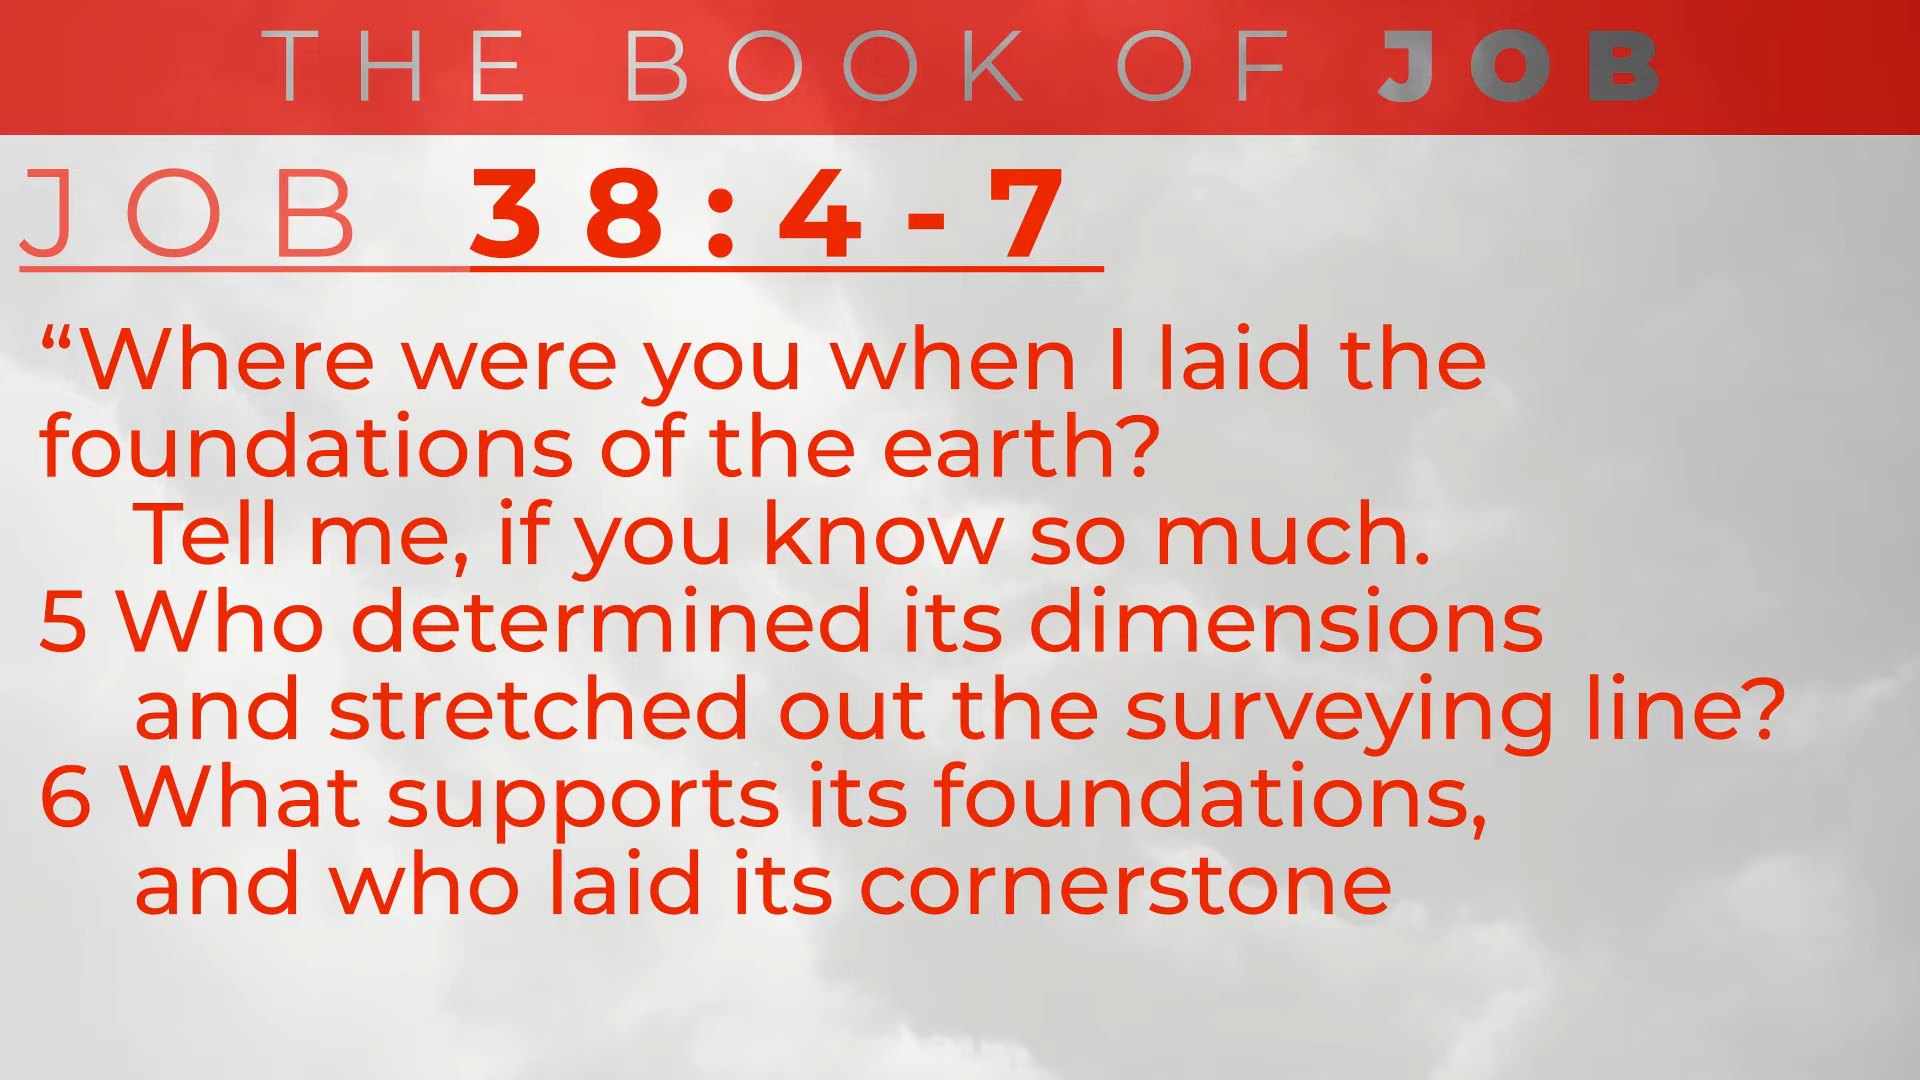 THE BOOK OF JOB
JOB 38:4-7
“Where were you when I laid the
foundations of the earth?
Tell me, if you know so much.
5 Who determined its dimensions
and stretched out the surveying line?
6 What supports its foundations,
and who laid its cornerstone